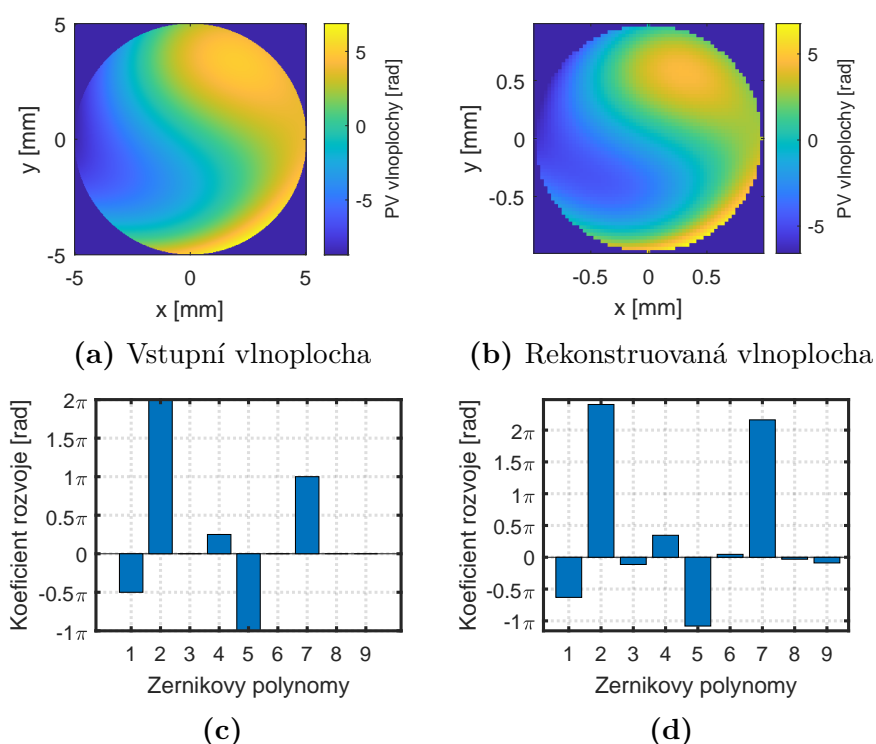 5
0
-5
y [mm]
-5
0
5
x [mm]
5
0
-5
PV vlnoplochy [rad]
(a) Vstupní vlnoplocha
0.5
0
-0.5
y [mm]
-0.5
0
0.5
x [mm]
5
0
-5
PV vlnoplochy [rad]
(b) Rekonstruovaná vlnoplocha
2π
1.5π
1π
0.5π
0
-0.5π
-1π
Koeficient rozvoje [rad]
1 2 3 4 5 6 7 8 9
Zernikovy polynomy
(c)
2π
1.5π
1π
0.5π
0
-0.5π
-1π
Koeficient rozvoje [rad]
1 2 3 4 5 6 7 8 9
Zernikovy polynomy
(d)